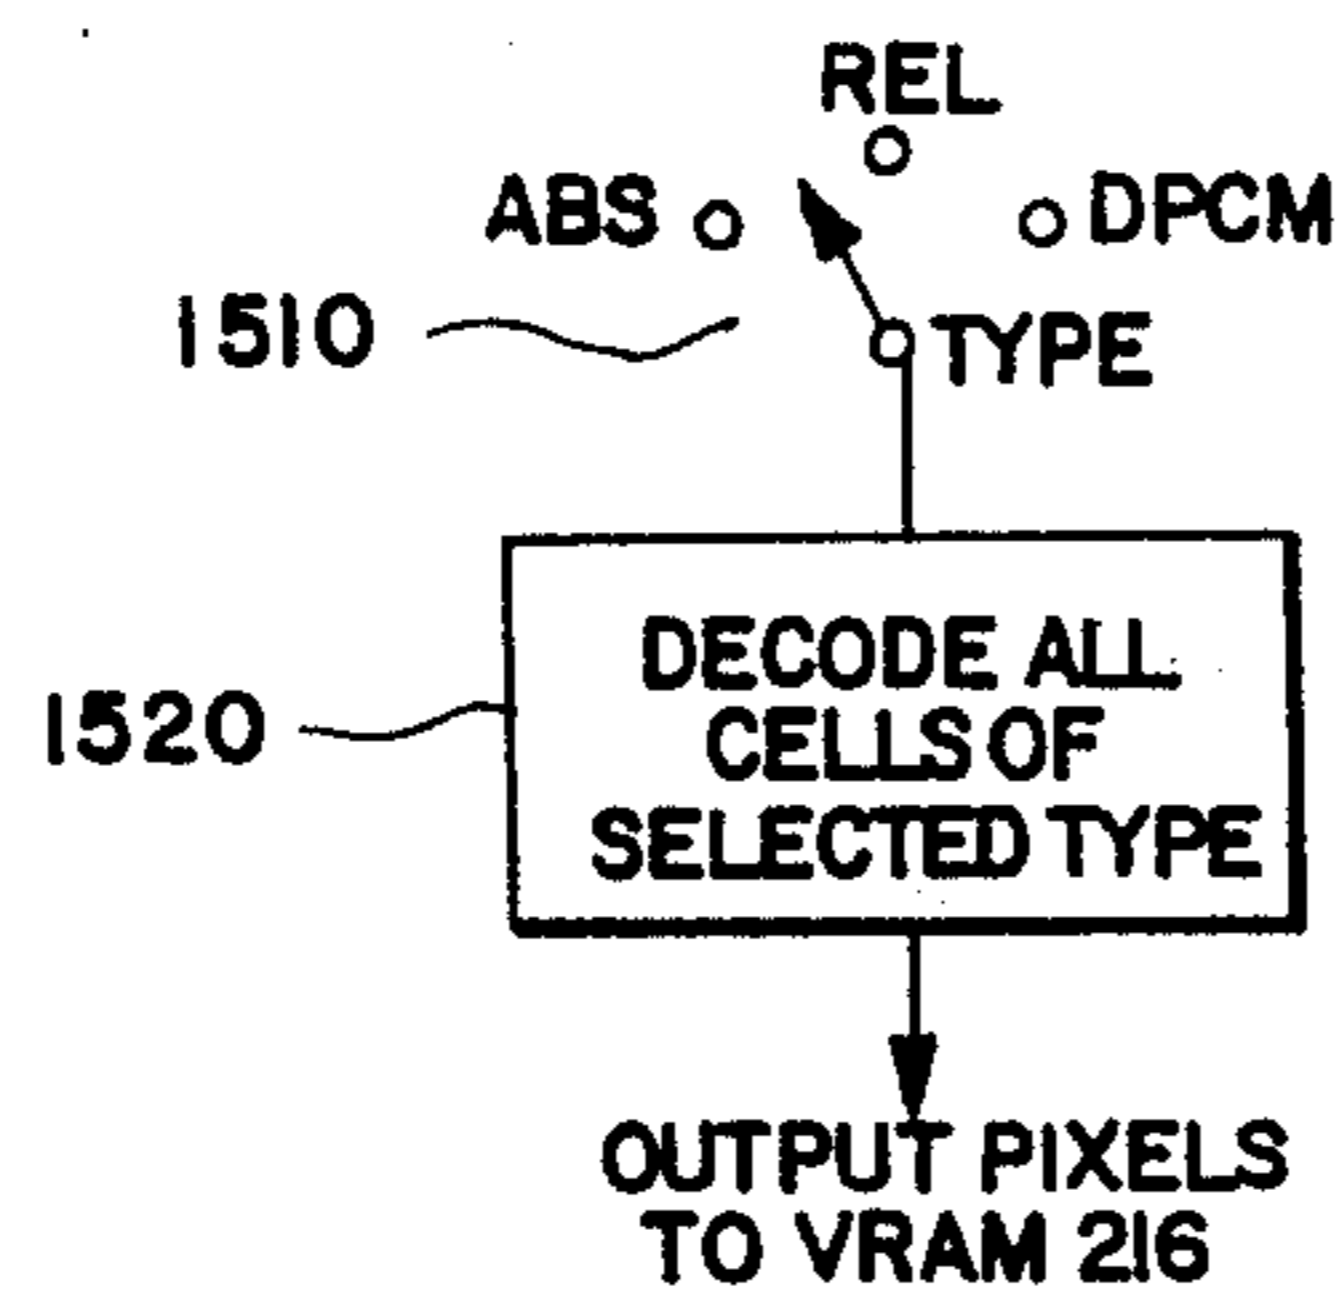 REL
ABS
DPCM
1510
TYPE
DECODE ALL
CELLS OF
SELECTED TYPE
1520
OUTPUT PIXELS
TO VRAM 216